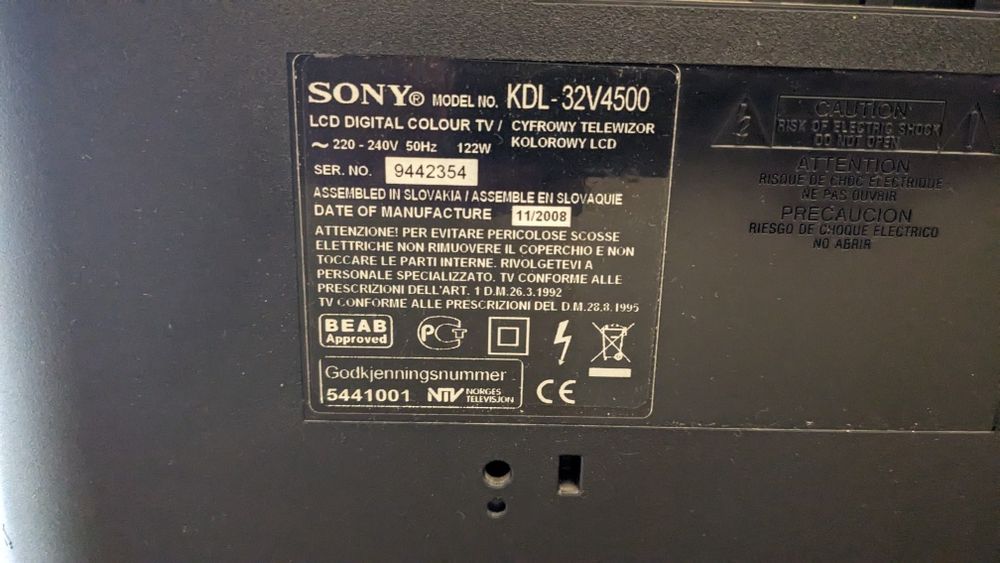 SONY® MODEL NO. KDL-32V4500
LCD DIGITAL COLOUR TV / CYFROWY TELEWIZOR
~ 220 - 240V 50Hz 122W KOLOROWY LCD
SER. NO. 9442354
ASSEMBLED IN SLOVAKIA / ASSEMBLE EN SLOVAQUIE
DATE OF MANUFACTURE 11/2008
ATTENZIONE! PER EVITARE PERICOLOSE SCOSSE
ELETTRICHE NON RIMUOVERE IL COPERCHIO E NON
TOCCARE LE PARTI INTERNE. RIVOLGETEVI A
PERSONALE SPECIALIZZATO. TV CONFORME ALLE
PRESCRIZIONI DELL'ART. 1 D.M.26.3.1992
TV CONFORME ALLE PRESCRIZIONI DEL D.M.28.8.1995
BEAB
Approved
PCT
Godkjenningsnummer
5441001 NTV NORGES
TELEVISJON
CE
CAUTION
RISK OF ELECTRIC SHOCK
DO NOT OPEN
ATTENTION
RISQUE DE CHOC ELECTRIQUE
NE PAS OUVRIR
PRECAUCION
RIESGO DE CHOQUE ELECTRICO
NO ABRIR